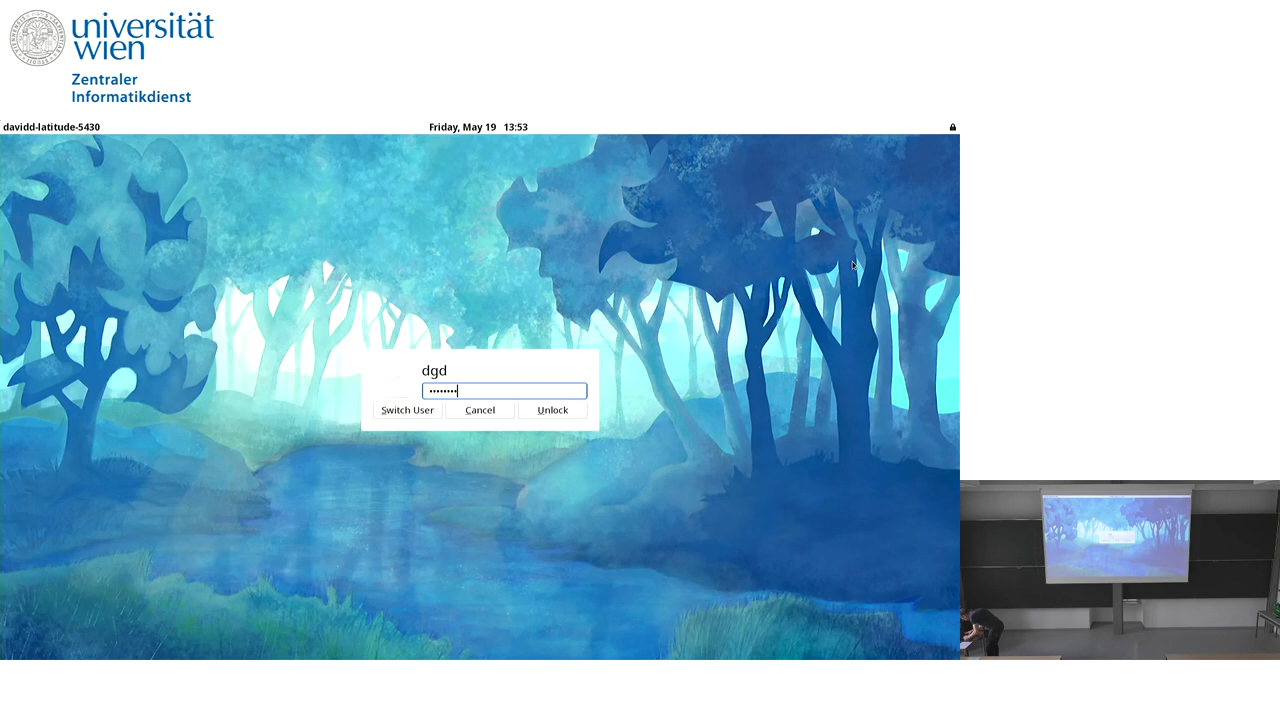 universität
wien
Zentraler
Informatikdienst
davidd-latitude-5430 Friday, May 19 13:53
dgd
••••••••
Switch User Cancel Unlock